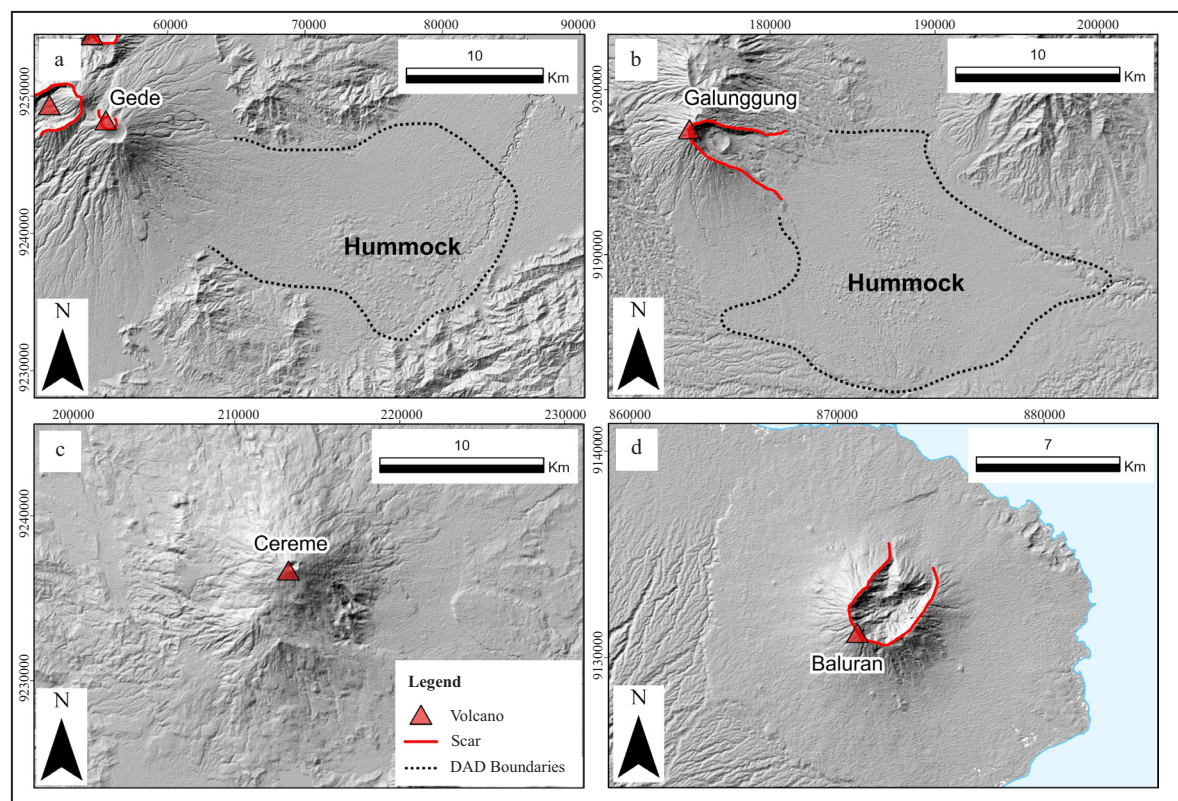 60000 70000 80000 90000
a
10
Km
Gede
Hummock
N
9250000
9240000
9230000
180000 190000 200000
b
10
Km
Galunggung
Hummock
N
9200000
9190000
200000 210000 220000 230000
c
10
Km
Cereme
N
9240000
9230000
Legend
Volcano
Scar
DAD Boundaries
860000 870000 880000
d
7
Km
Baluran
N
9140000
9130000